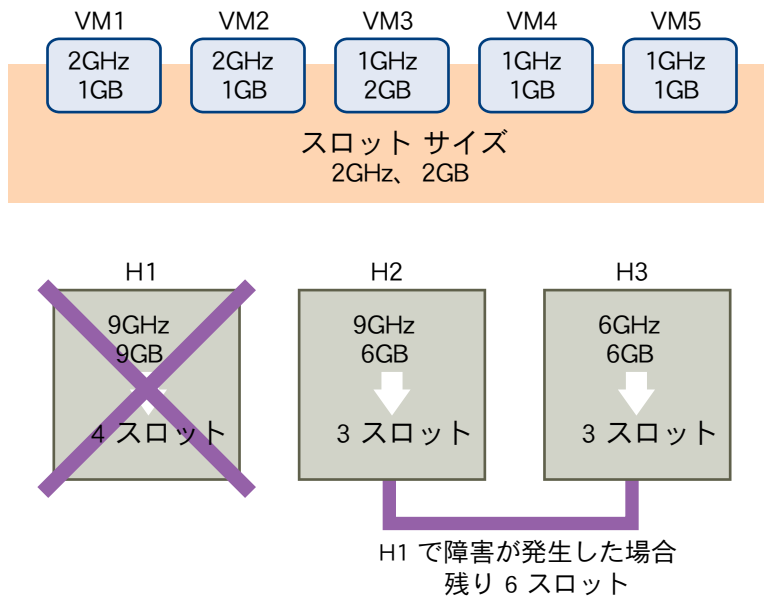 VM1 VM2 VM3 VM4 VM5
2GHz 2GHz 1GHz 1GHz 1GHz
1GB 1GB 2GB 1GB 1GB
スロット サイズ
2GHz、2GB
H1 H2 H3
9GHz 9GHz 6GHz
9GB 6GB 6GB
4 スロット 3 スロット 3 スロット
H1 で障害が発生した場合
残り 6 スロット